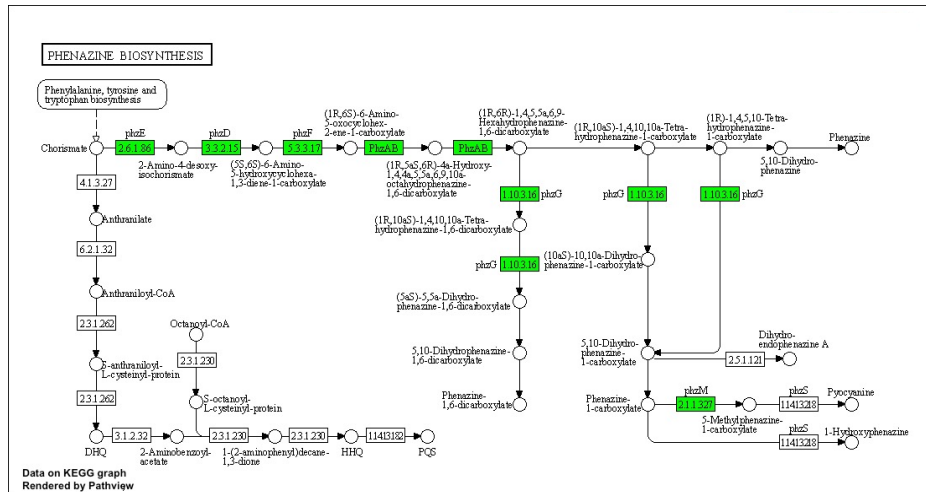 PHENAZINE BIOSYNTHESIS
Phenylalanine, tyrosine and
tryptophan biosynthesis
Chorismate
phzE
2.6.1.86
2-Amino-4-desoxy-
isochorismate
phzD
3.3.2.15
(5S,6S)-6-Amino-
5-hydroxycyclohexa-
1,3-diene-1-carboxylate
phzF
5.3.3.17
(1R,6S)-6-Amino-
5-oxocyclohex-
2-ene-1-carboxylate
PhzAB
(1R,5aS,6R)-4a-Hydroxy-
1,4,4a,5,5a,6,9,10a-
octahydrophenazine-
1,6-dicarboxylate
PhzAB
(1R,6R)-1,4,5,5a,6,9-
Hexahydrophenazine-
1,6-dicarboxylate
(1R,10aS)-1,4,10,10a-Tetra-
hydrophenazine-1-carboxylate
(1R)-1,4,5,10-Tetra-
hydrophenazine-
1-carboxylate
5,10-Dihydro-
phenazine
Phenazine
4.1.3.27
1.10.3.16
phzG
phzG
1.10.3.16
1.10.3.16
phzG
Anthranilate
(1R,10aS)-1,4,10,10a-Tetra-
hydrophenazine-1,6-dicarboxylate
6.2.1.32
phzG
1.10.3.16
(10aS)-10,10a-Dihydro-
phenazine-1-carboxylate
Anthraniloyl-CoA
(5aS)-5,5a-Dihydro-
phenazine-1,6-dicarboxylate
2.3.1.262
Octanoyl-CoA
2.3.1.230
S-anthraniloyl-
L-cysteinyl-protein
5,10-Dihydrophenazine-
1,6-dicarboxylate
5,10-Dihydro-
phenazine-
1-carboxylate
Dihydro-
endophenazine A
2.5.1.121
2.3.1.262
S-octanoyl-
L-cysteinyl-protein
Phenazine-
1,6-dicarboxylate
Phenazine-
1-carboxylate
phzM
2.1.1.327
5-Methylphenazine-
1-carboxylate
phzS
1.14.13.218
Pyocyanine
phzS
1.14.13.218
1-Hydroxyphenazine
DHQ
3.1.2.32
2-Aminobenzoyl-
acetate
2.3.1.230
1-(2-aminophenyl)decane-
1,3-dione
2.3.1.230
HHQ
1.14.13.182
PQS
Data on KEGG graph
Rendered by Pathview